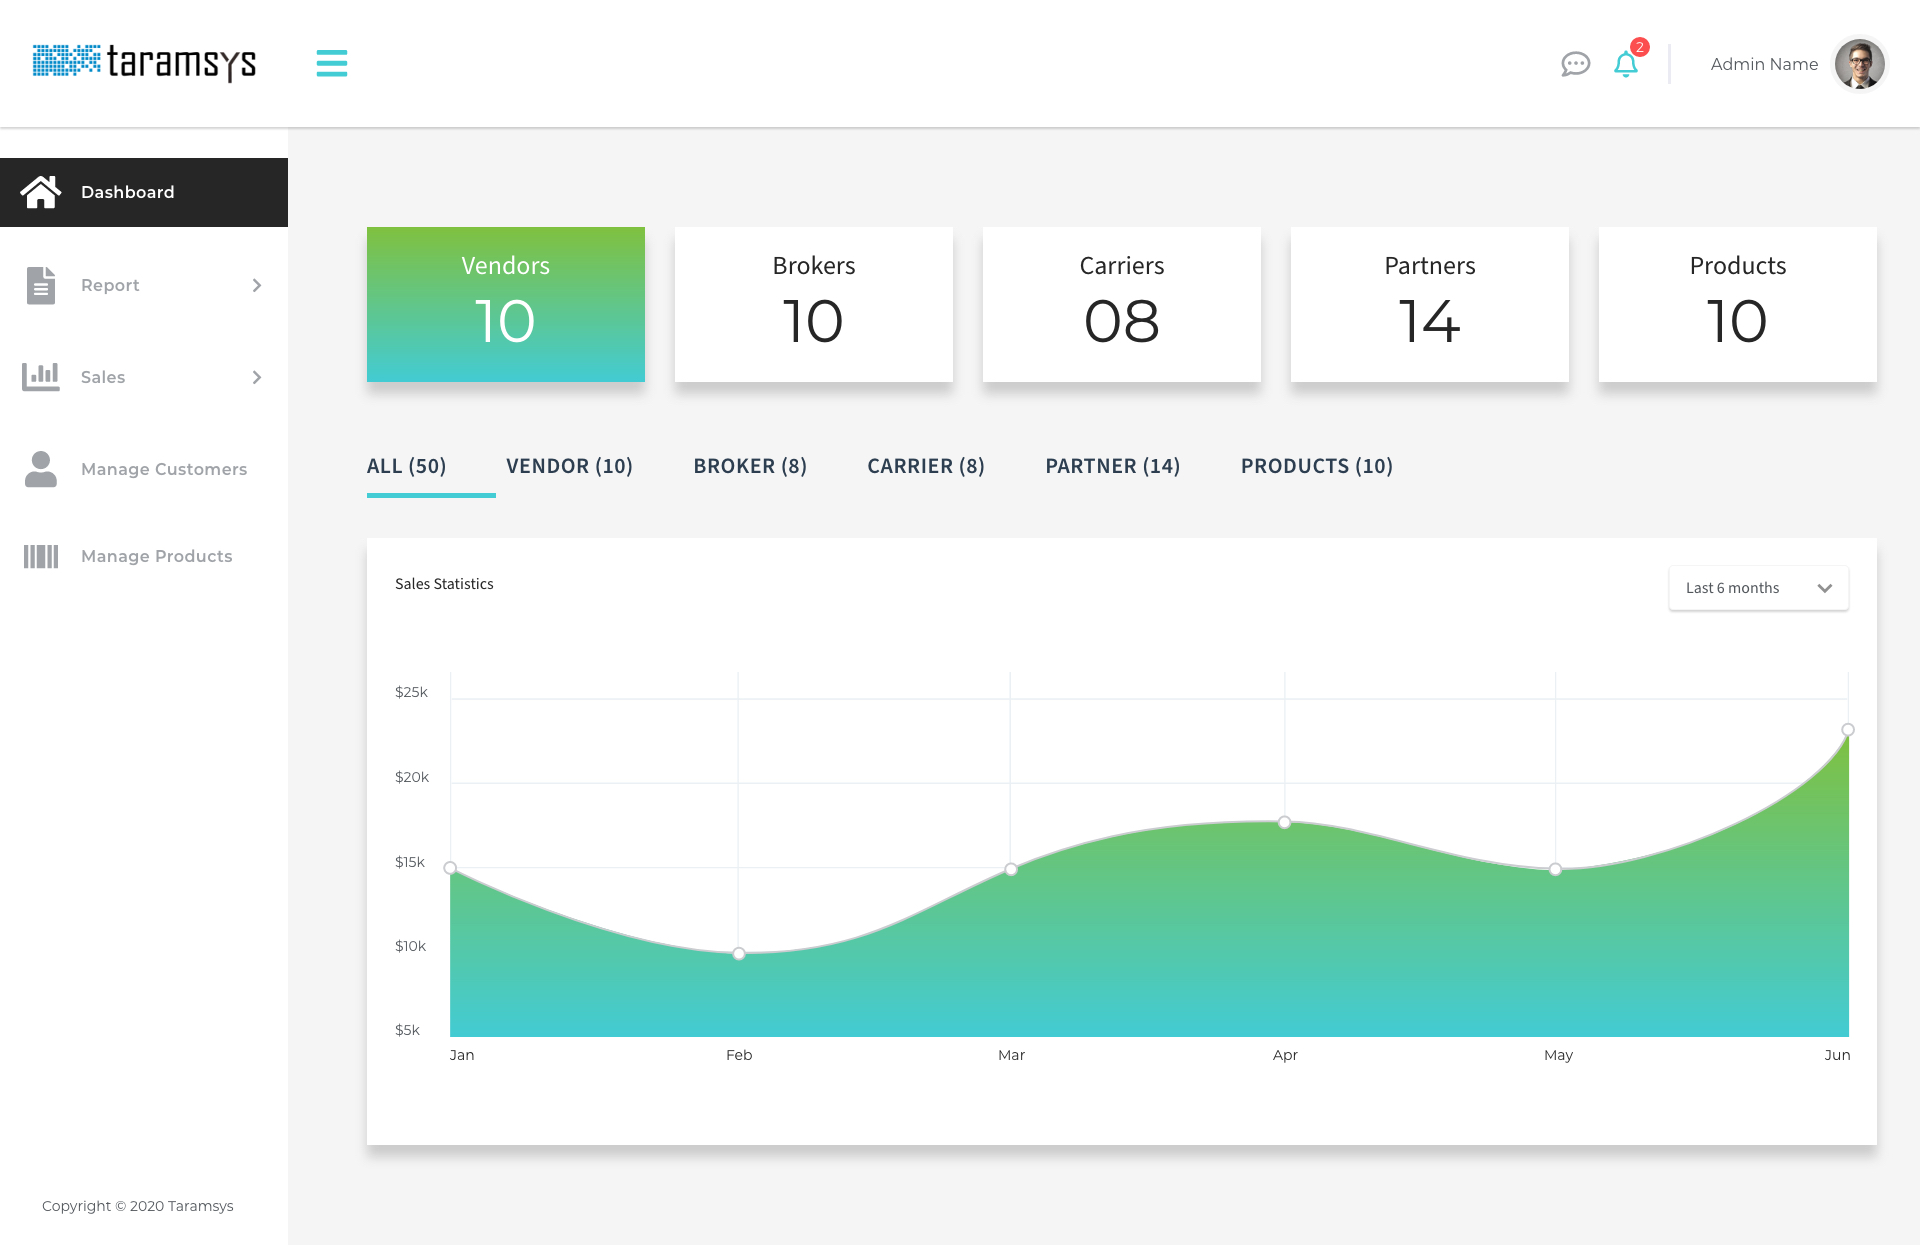 taramsys
2
Admin Name
Dashboard
Report
Sales
Manage Customers
Manage Products
Vendors
10
Brokers
10
Carriers
08
Partners
14
Products
10
ALL (50)
VENDOR (10)
BROKER (8)
CARRIER (8)
PARTNER (14)
PRODUCTS (10)
Sales Statistics
Last 6 months
$25k
$20k
$15k
$10k
$5k
Jan
Feb
Mar
Apr
May
Jun
Copyright © 2020 Taramsys